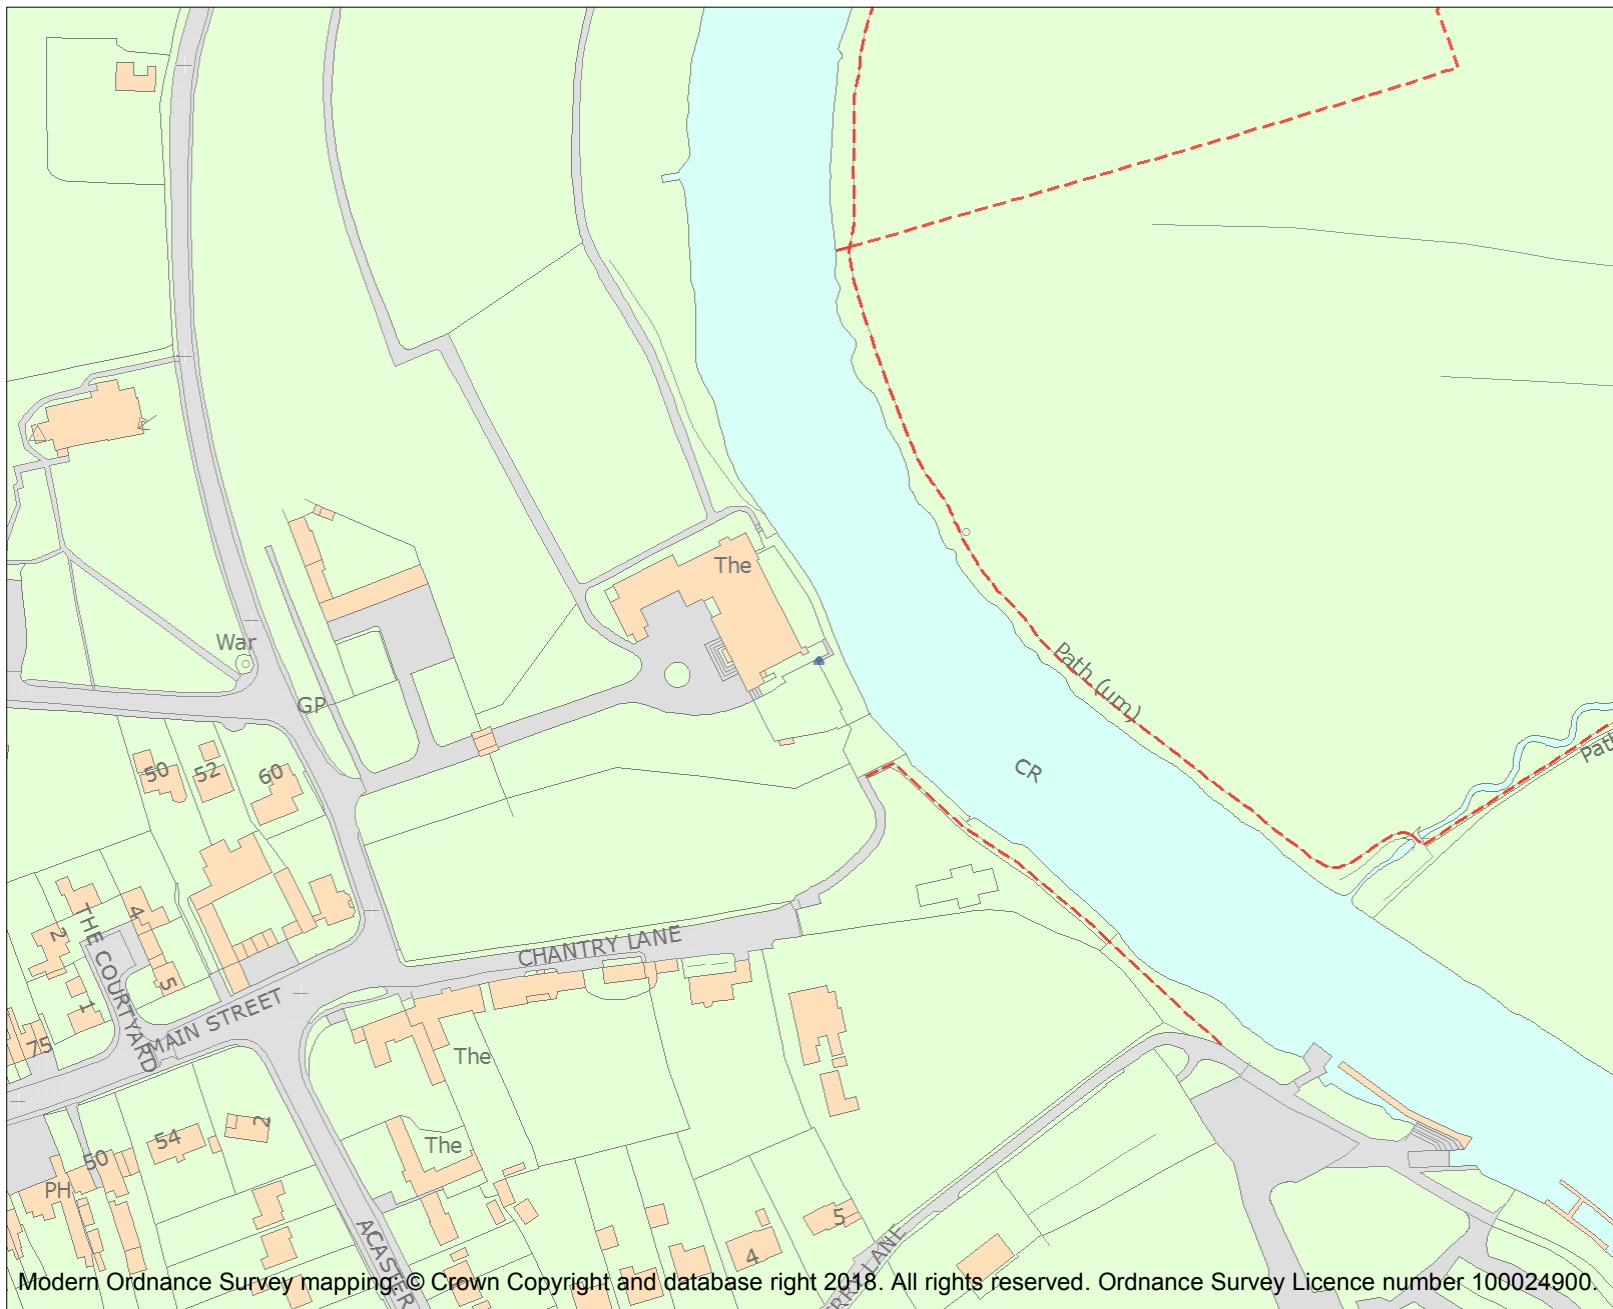 The
War
GP
Path (um)
CR
50
52
60
CHANTRY LANE
THE COURTYARD
4
2
5
1
MAIN STREET
75
The
The
2
54
50
PH
ACASTER
5
4
LANE
Modern Ordnance Survey mapping: © Crown Copyright and database right 2018. All rights reserved. Ordnance Survey Licence number 100024900.